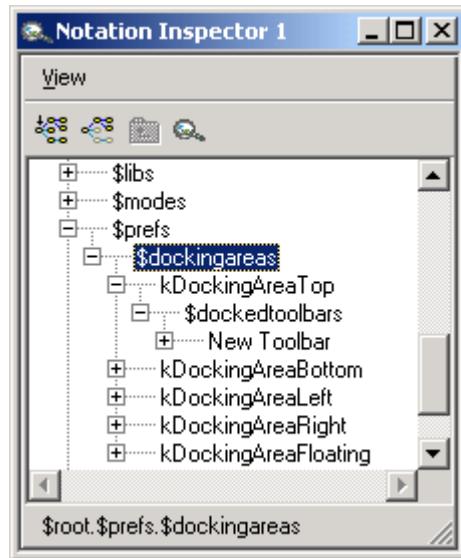 Notation Inspector 1
View
$libs
$modes
$prefs
$dockingareas
kDockingAreaTop
$dockedtoolbars
New Toolbar
kDockingAreaBottom
kDockingAreaLeft
kDockingAreaRight
kDockingAreaFloating
$root.$prefs.$dockingareas